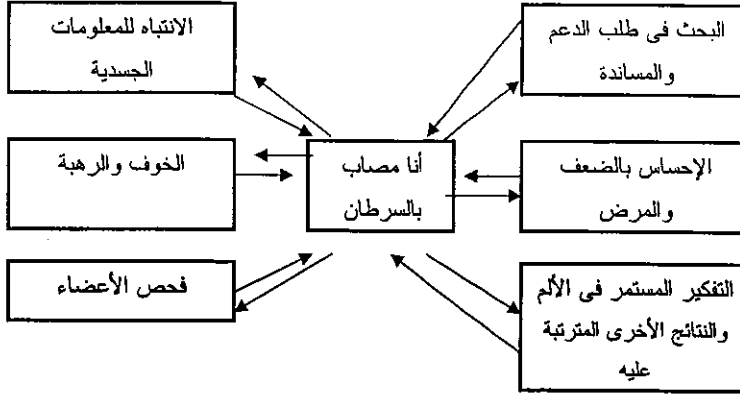 البحث فى طلب الدعم
والمساندة
الانتباه للمعلومات
الجسدية
أنا مصاب
بالسرطان
الإحساس بالضعف
والمرض
الخوف والرهبة
التفكير المستمر فى الألم
والنتائج الأخرى المترتبة
عليه
فحص الأعضاء